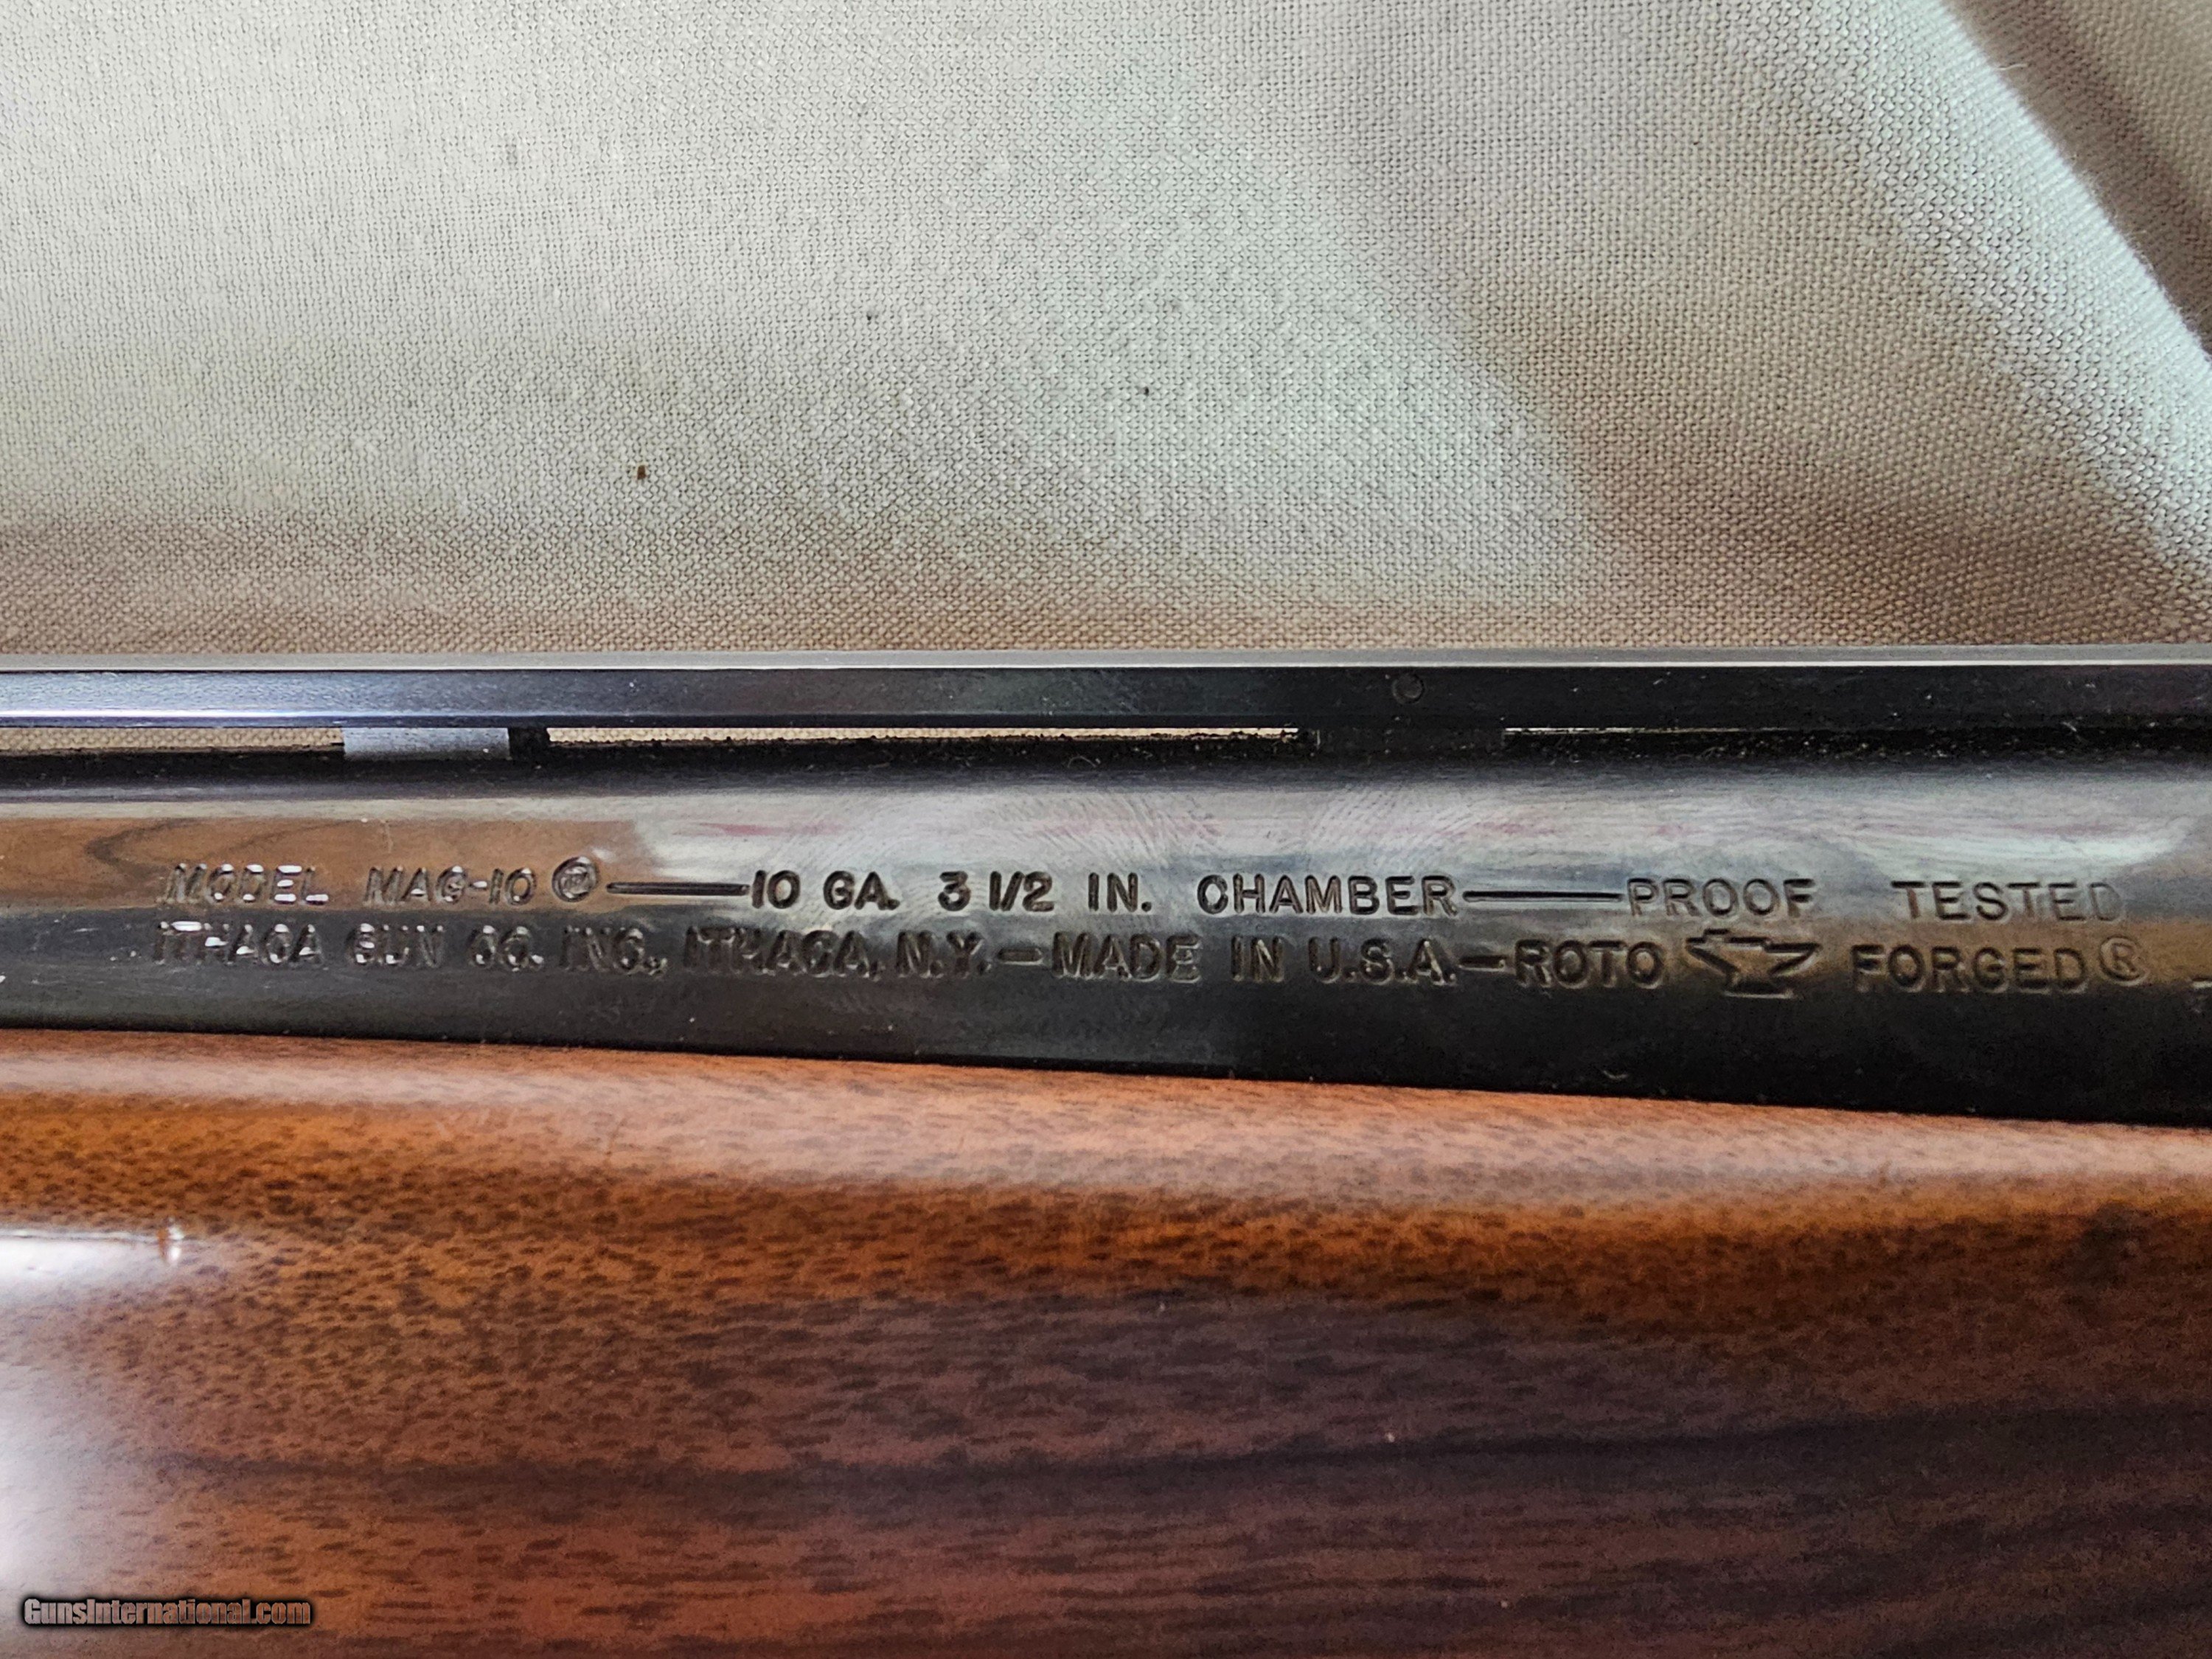 MODEL MAG-10 ——10 GA. 3 1/2 IN. CHAMBER——PROOF TESTED
ITHACA GUN CO. INC., ITHACA, N.Y.—MADE IN U.S.A.—ROTO FORGED®
GunsInternational.com